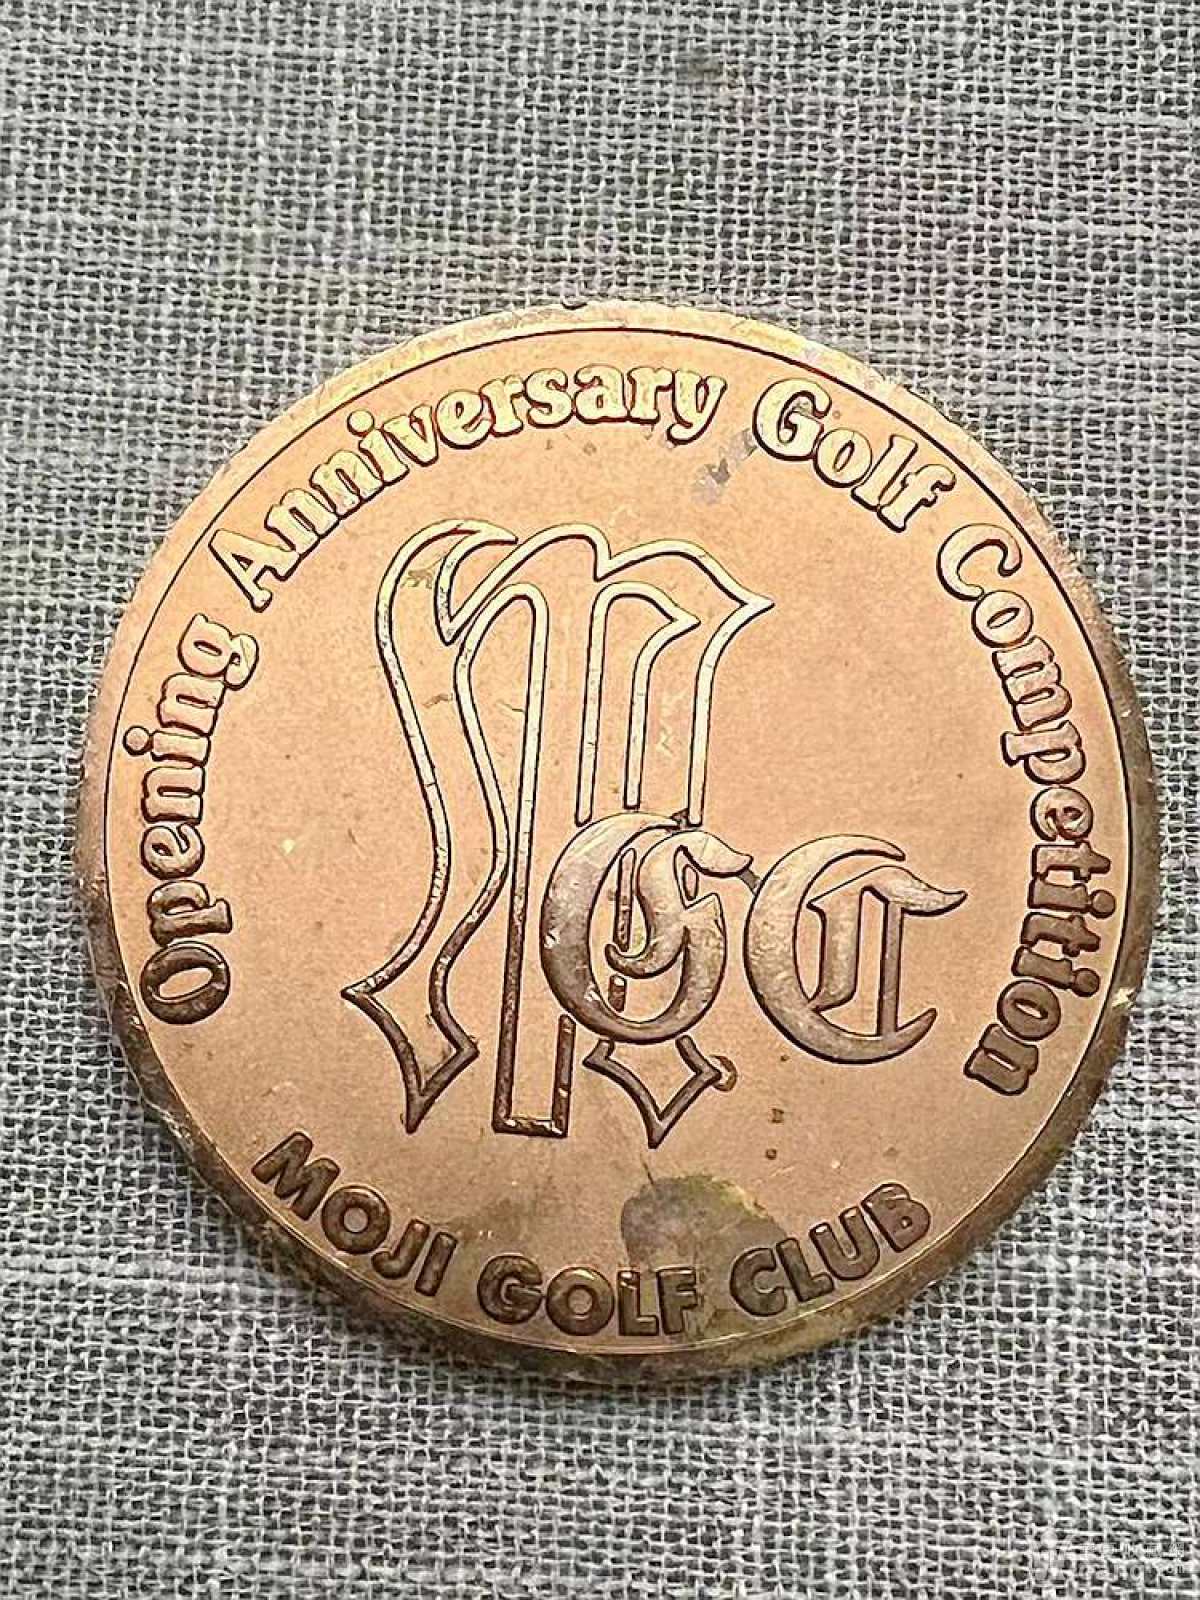 Opening Anniversary Golf Competition
MGC
MOJI GOLF CLUB